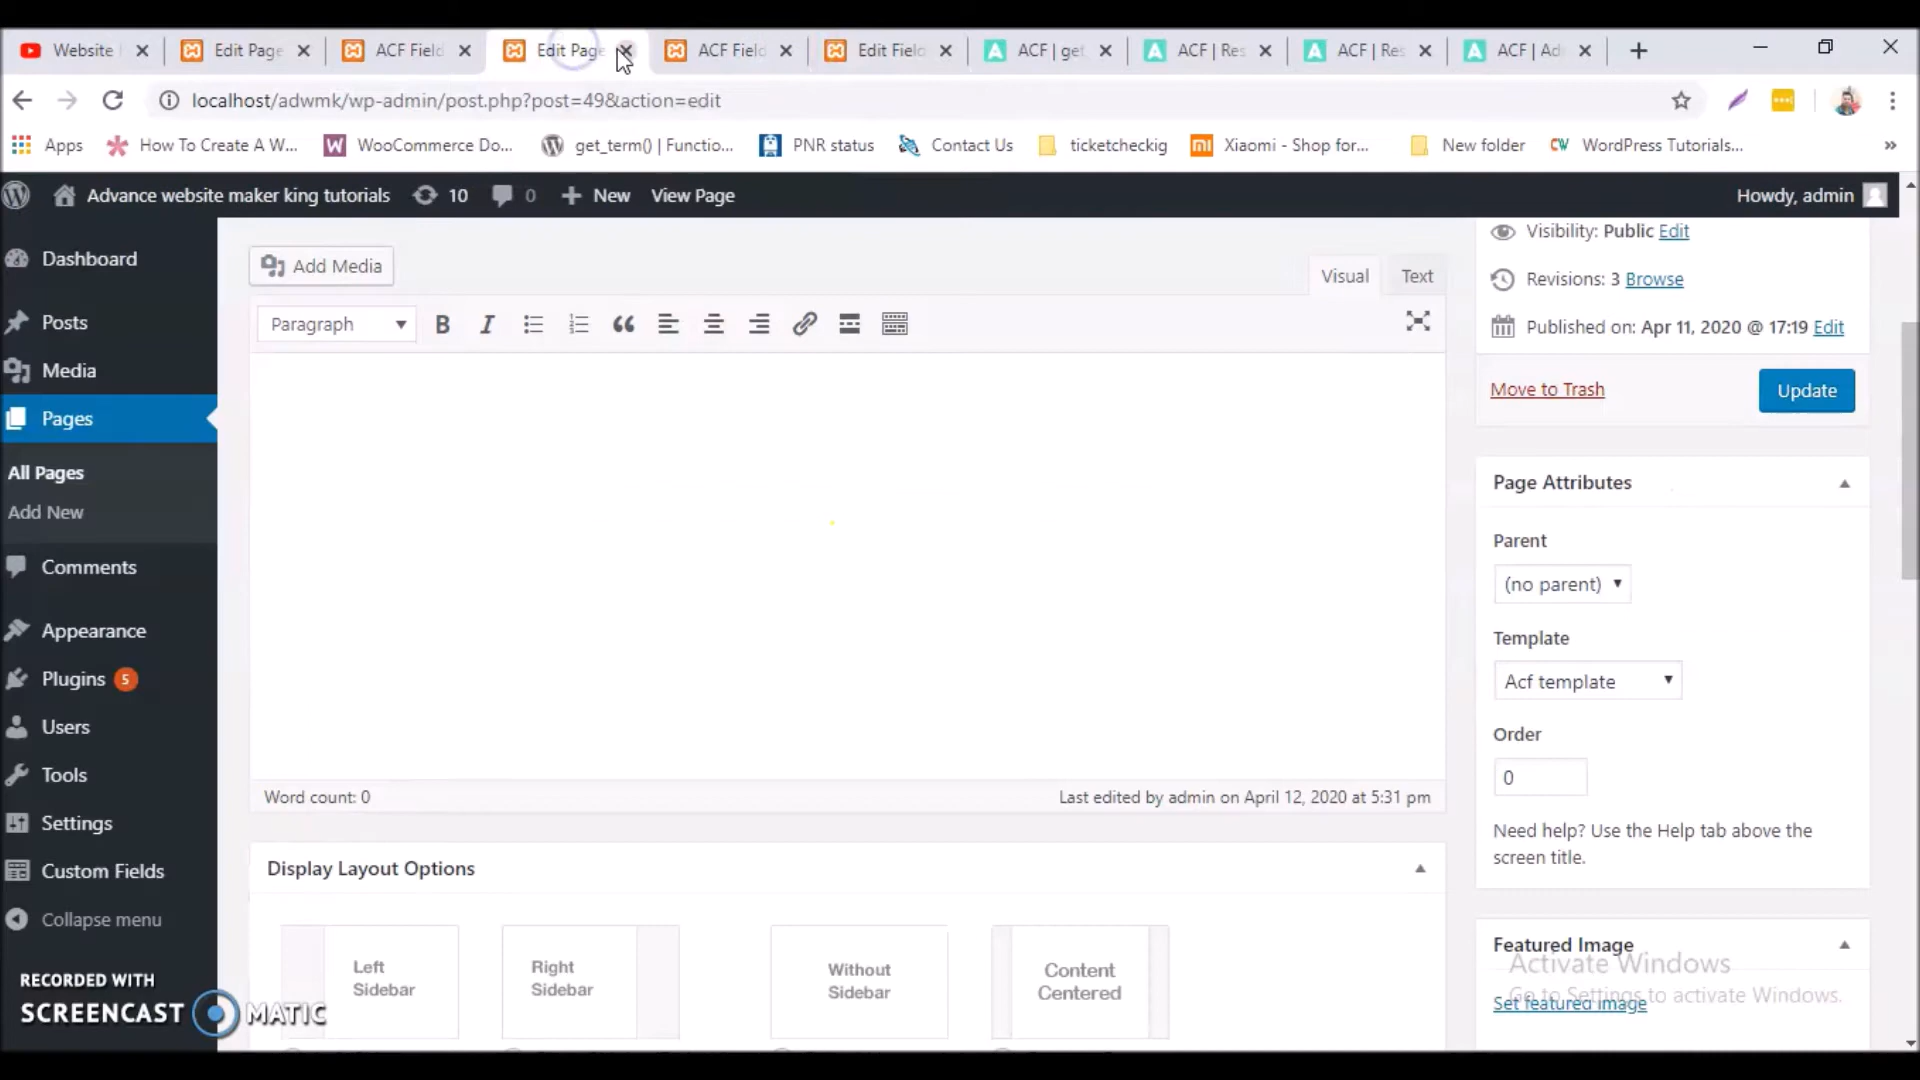 Website
Edit Page
ACF Field
Edit Page
ACF Field
Edit Field
ACF | get
ACF | Res
ACF | Res
ACF | Ad
localhost/adwmk/wp-admin/post.php?post=49&action=edit
Apps
How To Create A W...
WooCommerce Do...
get_term() | Functio...
PNR status
Contact Us
ticketcheckig
Xiaomi - Shop for...
New folder
WordPress Tutorials...
Advance website maker king tutorials
10
0
New
View Page
Howdy, admin
Dashboard
Posts
Media
Pages
All Pages
Add New
Comments
Appearance
Plugins 5
Users
Tools
Settings
Custom Fields
Collapse menu
Add Media
Visual
Text
Paragraph
Word count: 0
Last edited by admin on April 12, 2020 at 5:31 pm
Display Layout Options
Left Sidebar
Right Sidebar
Without Sidebar
Content Centered
Visibility: Public Edit
Revisions: 3 Browse
Published on: Apr 11, 2020 @ 17:19 Edit
Move to Trash
Update
Page Attributes
Parent
(no parent)
Template
Acf template
Order
0
Need help? Use the Help tab above the
screen title.
Featured Image
Set featured image
Activate Windows
Go to Settings to activate Windows.
RECORDED WITH
SCREENCAST MATIC